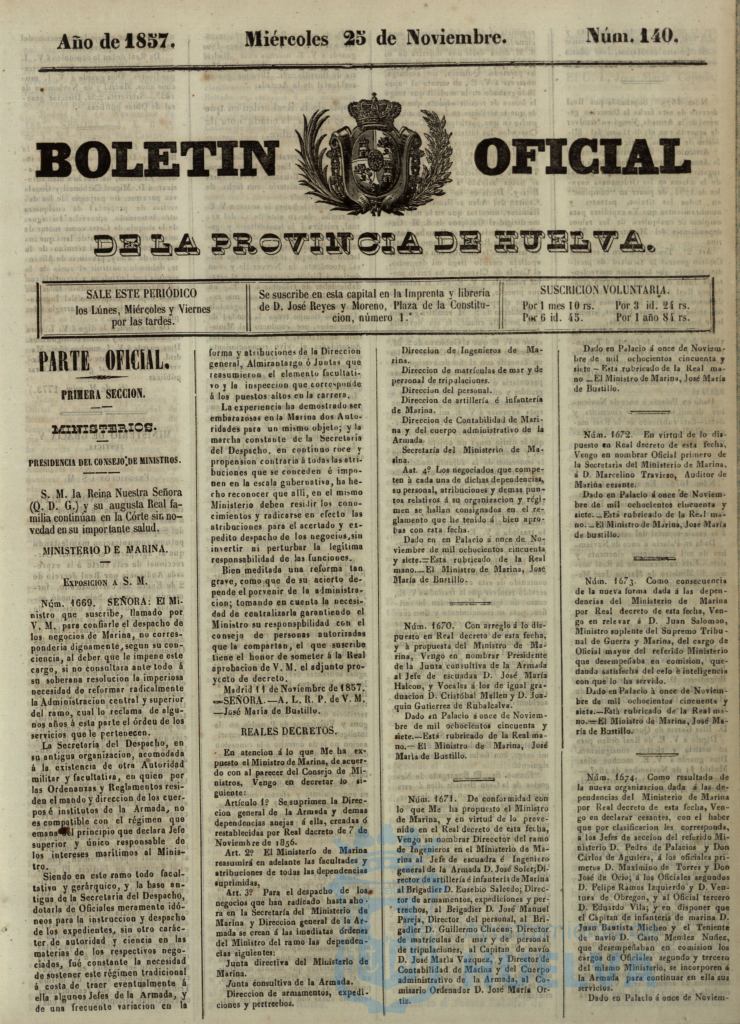 Año de 1857.
Miércoles 25 de Noviembre.
Núm. 140.
BOLETIN OFICIAL
DE LA PROVINCIA DE HUELVA.
SALE ESTE PERIÓDICO
los Lúnes, Miércoles y Viernes
por las tardes.
Se suscribe en esta capital en la Imprenta y librería
de D. José Reyes y Moreno, Plaza de la Constitu-
cion, número 1.º
SUSCRICION VOLUNTARIA.
Por 1 mes 10 rs. Por 3 id. 24 rs.
Por 6 id. 45. Por 1 año 84 rs.
PARTE OFICIAL.
PRIMERA SECCION.
MINISTERIOS.
PRESIDENCIA DEL CONSEJO DE MINISTROS.
S. M. la Reina Nuestra Señora
(Q. D. G.) y su augusta Real fa-
milia continúan en la Córte sin no-
vedad en su importante salud.
MINISTERIO DE MARINA.
EXPOSICION A S. M.
Núm. 1669. SEÑORA: El Mi-
nistro que suscribe, llamado por
V. M. para confiarle el despacho de
los negocios de Marina, no corres-
ponderia dignamente, segun su con-
ciencia, al deber que le impone este
cargo, si no consultara ante todo á
su soberana resolucion la imperiosa
necesidad de reformar radicalmente
la Administracion central y superior
del ramo, cual lo reclama de algu-
nos años á esta parte el órden de los
servicios que le pertenecen.
La Secretaría del Despacho, en
su antigua organizacion, acomodada
á la existencia de otra Autoridad
militar y facultativa, en quien por
las Ordenanzas y Reglamentos resi-
dien el mando y direccion de los cuer-
pos é institutos de la Armada, no
es compatible con el régimen que
emana el principio que declara Jefe
superior y único responsable de
los intereses marítimos al Minis-
tro.
Siendo en este ramo todo facul-
tativo y gerárquico, y la base an-
tigua de la Secretaría del Despacho,
dotarla de Oficiales meramente idó-
neos para la instruccion y despacho
de los expedientes, sin otro carác-
ter de autoridad y ciencia en las
materias de los respectivos nego-
ciados, fué constante la necesidad
de sostener este régimen tradicional
á costa de traer eventualmente á
ella algunos Jefes de la Armada, y
de una frecuente variacion en la
forma y atribuciones de la Direccion
general, Almirantazgo ó Juntas que
reasumieron el elemento facultati-
vo y la inspeccion que corresponde
á los puestos altos en la carrera.
La experiencia ha demostrado ser
embarazosas en la Marina dos Auto-
ridades para un mismo objeto; y la
marcha constante de la Secretaría
del Despacho, en contínuo roce y
propension contraria á todas las atri-
buciones que se conceden é impo-
nen en la escala gubernativa, ha he-
cho reconocer que allí, en el mismo
Ministerio deben residir los cono-
cimientos y radicarse en efecto las
atribuciones para el acertado y ex-
pedito despacho de los negocios, sin
invertir ni perturbar la legítima
responsabilidad de las funciones.
Bien meditada una reforma tan
grave, como que de su acierto depe-
nde el porvenir de la administra-
cion; tomando en cuenta la necesi-
dad de centralizarla garantiendo el
Ministro su responsbilidad con el
consejo de personas autorizadas
que la compartan, el que suscribe
tiene el honor de someter á la Real
aprobacion de V. M. el adjunto pro-
yecto de decreto.
Madrid 11 de Noviembre de 1857.
—SEÑORA.—A. L. R. P. de V. M.
—José Maria de Bustillo.
REALES DECRETOS.
En atencion á lo que Me ha ex-
puesto el Ministro de Marina, de acuer-
do con al parecer del Consejo de Mi-
nistros, Vengo en decretar lo si-
guiente:
Artículo 1º Se suprimen la Direc-
cion general de la Armada y demas
dependencias anejas á ella, creadas ó
restablecidas por Real dacreto de 7 de
Noviembre de 1856.
Art. 2º El Ministerio de Marina
reasumirá en adelante las facultades y
atribuciones de todas las dependencias
suprimidas.
Art. 3º Para el despacho de los
negocios que han radicado hasta aho-
ra en la Secretaría del Ministerio de
Marina y Direccion general de la Ar-
mada se crean á las imediatas órdenes
del Ministro del ramo las dependen-
cias siguientes:
Junta directiva del Ministerio de
Marina.
Junta consultiva de la Armada.
Direccion de armamentos, expedi-
ciones y pertrechos.
Direccion de Ingenieros de Ma-
rina.
Direccion de matrículas de mar y de
personal de tripulaciones.
Direccion del personal.
Direccion de artillería é infantería
de Marina.
Direccion de Contabilidad de Mari-
na y del cuerpo administrativo de la
Armada.
Secretaría del Ministerio de Ma-
rina.
Aat. 4º Los negociados que compe-
ten á cada una de dichas dependencias,
su personal, atribuciones y demas pun-
tos relativos á su organizacion y régi-
men se hallan consignados en el re-
glamento que he tenido á bien apro-
bas con esta fecha.
Dado en en Palacio á once de No-
viembre de mil ochocientos cincuenta y
siete.=Está rubricado de la Real
mano.—El Ministro de Marina, José
María de Bustillo.
Núm. 1670. Con arreglo á lo dis-
puesto en Real decreto de esta fecha,
y á propuesta del Ministro de Ma-
rina, Vengo en nombrar Presidente
de la Junta consultiva de la Armada
al Jefe de escuadra D. José María
Halcon, y Vocales á los de igual gra-
duacion D. Cristóbal Mallen y D. Joa-
quin Gutierrez de Rubalcalva.
Dado en Palacio á once de Noviem-
bre de mil ochocientos cincuenta y
siete.—Esta rubricado de la Real ma-
no.—El Ministro de Marina, José
Maria de Bustillo.
Núm. 1671. De conformidad con
lo que Me ha propuesto el Ministro
de Marina, y en virtud de lo preve-
nido en el Real decreto de esta fecha,
Vengo en nombrar Director del ramo
de Ingenieros en el Ministerio de Ma-
rina al Jefe de escuadra é Ingeniero
general de la Armada D. José Soler; Di-
rector de artillería é infantería de Marina
al Brigadier D. Eusebio Salcedo; Direc-
tor de armamentos, expediciones y per-
trechos, al Brigadier D. José Manuel
Pareja, Director del personal, al Bri-
gadier D. Guillermo Chacon; Director
de matrículas de mar y de personal
de tripulaciones, al Capitan de navío
D. José María Vazquez, y Director de
Contabilidad de Marina y del Cuerpo
administrativo de la Armada, al Co-
misario Ordenador D. José María Or-
tiz.
Dado en Palacio á once de Noviem-
bre de mil ochocientos cincuenta y
siete – Está rubricado de la Real ma
no —El Ministro de Marina, José María
de Bustillo.
Núm. 1672. En virtud de lo dis
puesto en Real decreto de esta fecha,
Vengo en nombrar Oficial primero de
la Secretaría del Ministerio de Marina,
á D. Marcelino Travieso, Auditor de
Marina cesante.
Dado en Palacio á once de Noviem-
bre de mil ochocientos cincuenta y
siete.—Está rubricado de la Real ma-
no.—El Ministro de Marina, José María
de Bustillo.
Núm. 1673. Como consecuencia
de la nueva forma dada á las depen-
dencias del Ministerio de Marina
por Real decreto de esta fecha, Ven-
go en relevar á D. Juan Salomon,
Ministro suplente del Supremo Tribu-
nal de Guerra y Marina, del cargo de
Oficial mayor del referido Ministerio
que desempeñaba en comision, que-
dando satisfecha del celo é inteligencia
con que lo ha servido.
Dado en Palacio á once de Noviem-
bre de mil ochocientos cincuenta y
siete.—Está rubricado de la Real ma-
no.—El Ministro de Marina, José Ma-
ría de Bustillo.
Núm. 1674. Como resultado de
la nueva organizacion dada á las de-
pendencias del Ministerio de Marina
por Real decreto de esta fecha, Ven-
go en declarar cesantes, con el haber
que por clasificacion les corresponda,
á los Jefes de seccion del referido Mi-
nisterio D. Pedro de Palacios y Don
Cárlos de Aguilera, á los oficiales pri-
meros D. Maximino de Torres y Don
José de Orio; á los Oficiales segundos
D. Felipe Ramos Izquierdo y D. Ven-
tura de Obregon, y al Oficial tercero
D. Eduardo Vila; y en disponer que
el Capitan de infantería de marina D.
Juan Bautista Micheo y el Teniente
de navío D. Casto Mendez Nuñez,
que desempeñaban en comision los
cargos de Oficiales segundo y tercero
del mismo Ministerio, se incorporen á
la Armada para continuar en ella sus
servicios.
Dado en Palacio á once de Noviem-